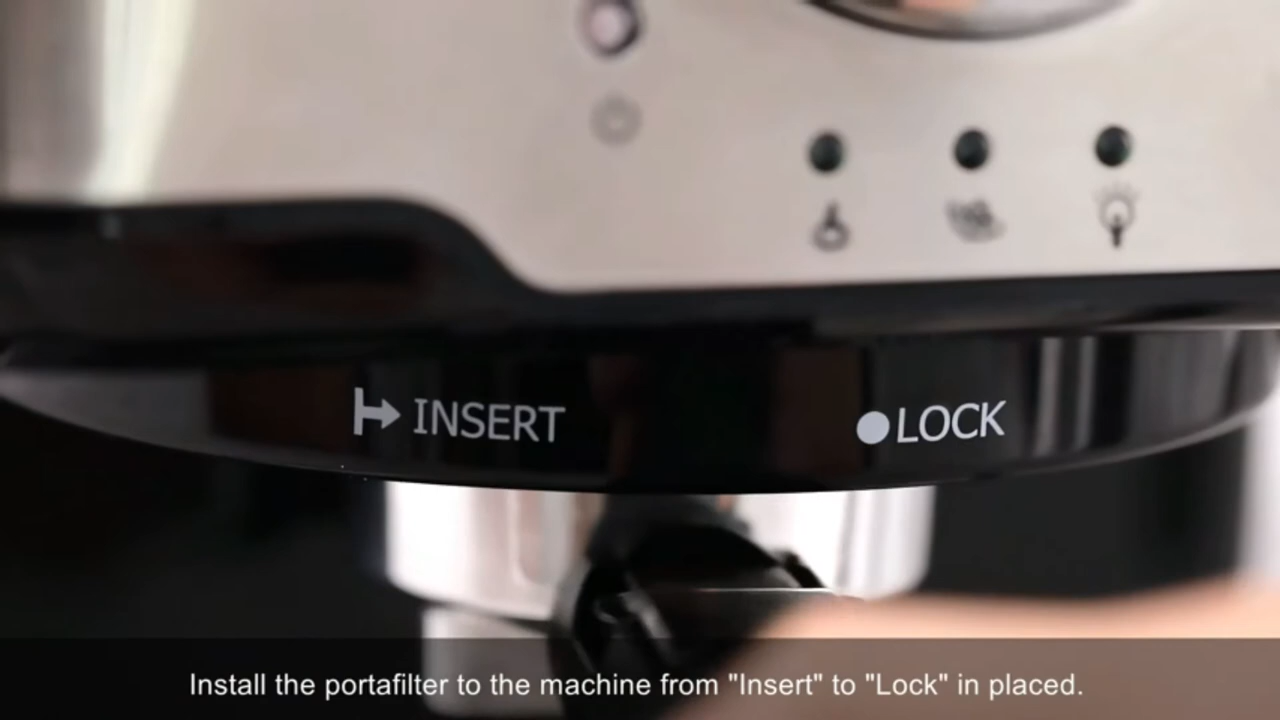 INSERT
LOCK
Install the portafilter to the machine from "Insert" to "Lock" in placed.